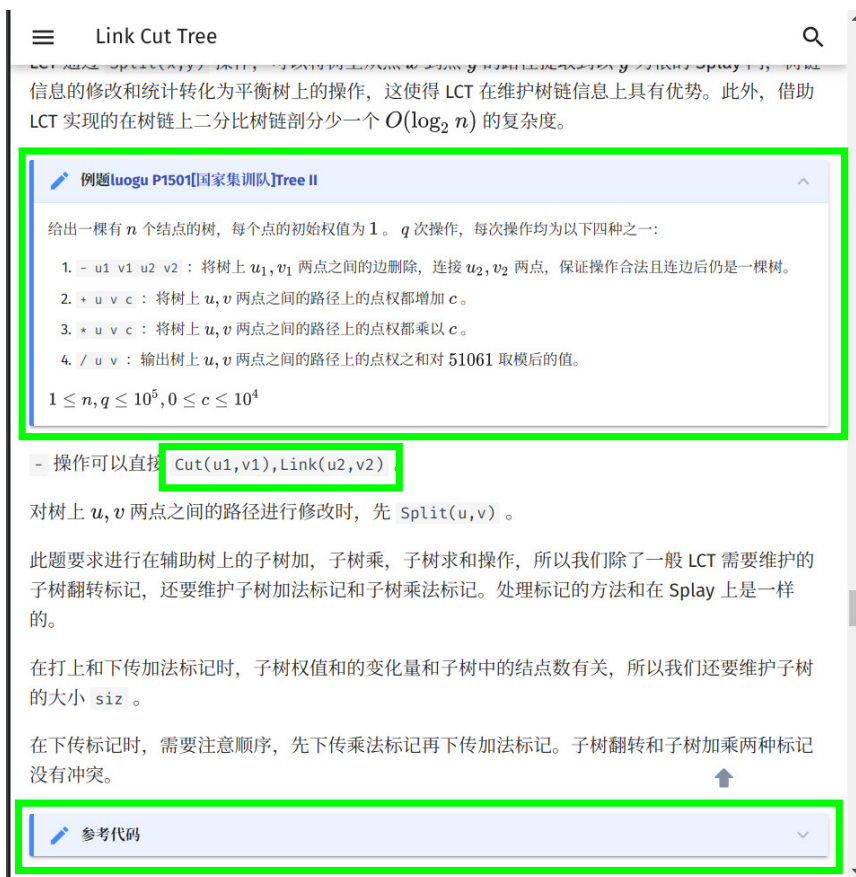 Link Cut Tree
信息的修改和统计转化为平衡树上的操作，这使得 LCT 在维护树链信息上具有优势。此外，借助
LCT 实现的在树链上二分比树链剖分少一个 O(log₂ n) 的复杂度。
例题luogu P1501[国家集训队]Tree II
给出一棵有 n 个结点的树，每个点的初始权值为 1 。 q 次操作，每次操作均为以下四种之一：
1. - u1 v1 u2 v2 ： 将树上 u₁, v₁ 两点之间的边删除，连接 u₂, v₂ 两点，保证操作合法且连边后仍是一棵树。
2. + u v c ： 将树上 u, v 两点之间的路径上的点权都增加 c 。
3. * u v c ： 将树上 u, v 两点之间的路径上的点权都乘以 c 。
4. / u v ： 输出树上 u, v 两点之间的路径上的点权之和对 51061 取模后的值。
1 ≤ n, q ≤ 10⁵, 0 ≤ c ≤ 10⁴
- 操作可以直接 Cut(u1,v1),Link(u2,v2) 。
对树上 u, v 两点之间的路径进行修改时，先 Split(u,v) 。
此题要求进行在辅助树上的子树加，子树乘，子树求和操作，所以我们除了一般 LCT 需要维护的
子树翻转标记，还要维护子树加法标记和子树乘法标记。处理标记的方法和在 Splay 上是一样
的。
在打上和下传加法标记时，子树权值和的变化量和子树中的结点数有关，所以我们还要维护子树
的大小 siz 。
在下传标记时，需要注意顺序，先下传乘法标记再下传加法标记。子树翻转和子树加乘两种标记
没有冲突。
参考代码